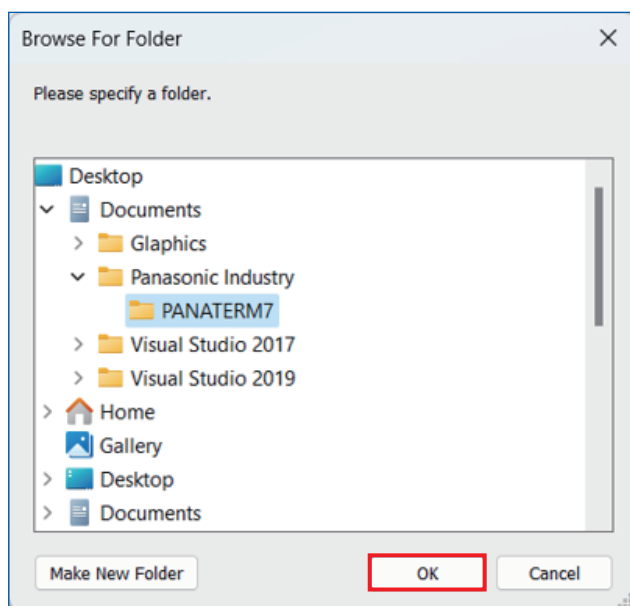 Browse For Folder
Please specify a folder.
Desktop
Documents
Glaphics
Panasonic Industry
PANATERM7
Visual Studio 2017
Visual Studio 2019
Home
Gallery
Desktop
Documents
Make New Folder OK Cancel